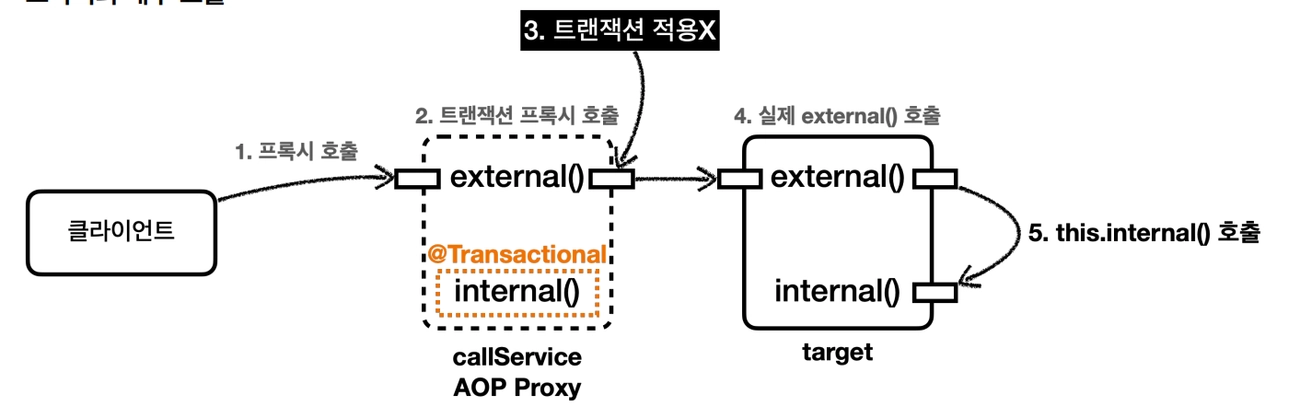 3. 트랜잭션 적용X
2. 트랜잭션 프록시 호출
4. 실제 external() 호출
1. 프록시 호출
external()
external()
클라이언트
5. this.internal() 호출
@Transactional
internal()
internal()
callService
AOP Proxy
target